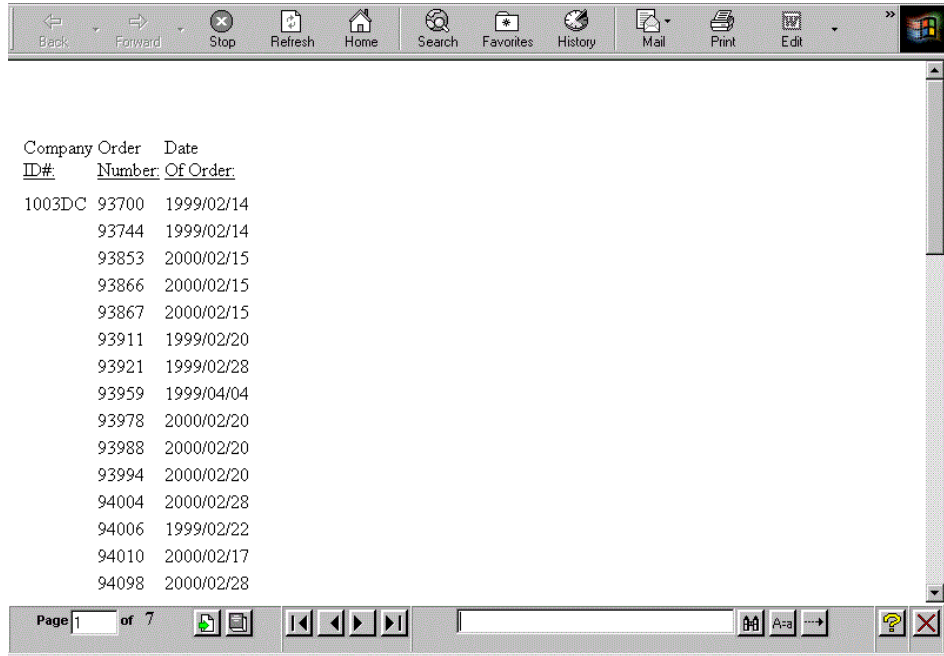 Back Forward Stop Refresh Home Search Favorites History Mail Print Edit »
Company Order Date
ID#: Number: Of Order:
1003DC 93700 1999/02/14
93744 1999/02/14
93853 2000/02/15
93866 2000/02/15
93867 2000/02/15
93911 1999/02/20
93921 1999/02/28
93959 1999/04/04
93978 2000/02/20
93988 2000/02/20
93994 2000/02/20
94004 2000/02/28
94006 1999/02/22
94010 2000/02/17
94098 2000/02/28
Page 1 of 7 A=a